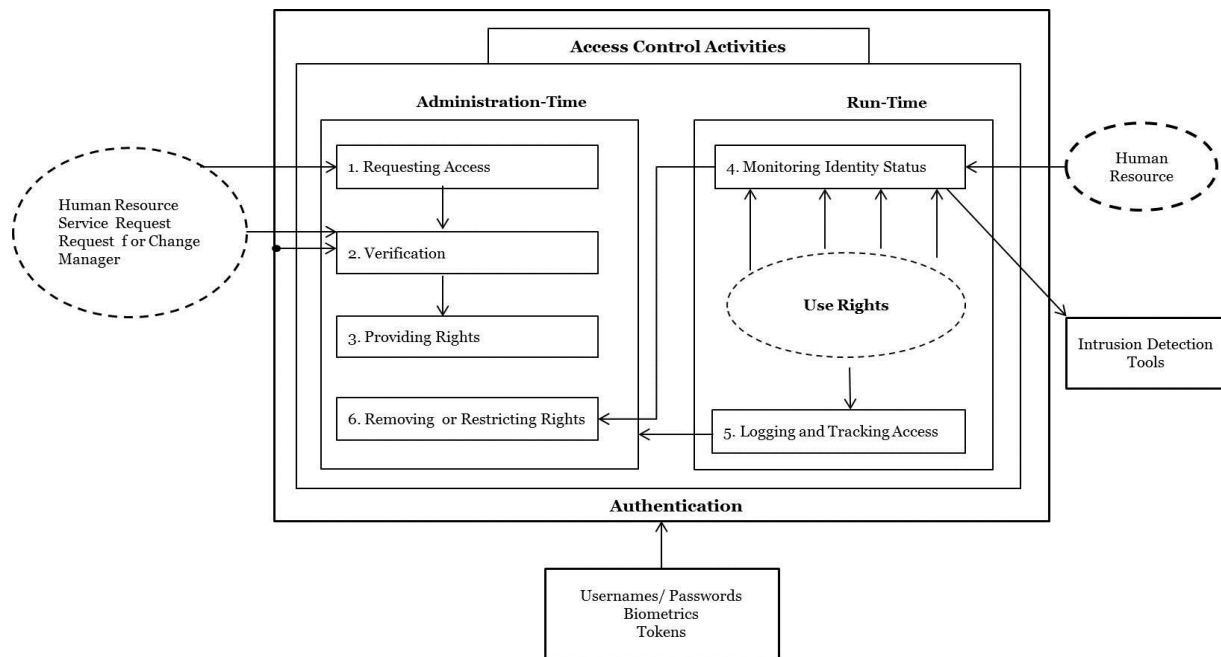 Access Control Activities
Administration-Time
Run-Time
1. Requesting Access
4. Monitoring Identity Status
Human
Resource
Human Resource
Service Request
Request f or Change
Manager
2. Verification
Use Rights
3. Providing Rights
Intrusion Detection
Tools
6. Removing or Restricting Rights
5. Logging and Tracking Access
Authentication
Usernames/ Passwords
Biometrics
Tokens